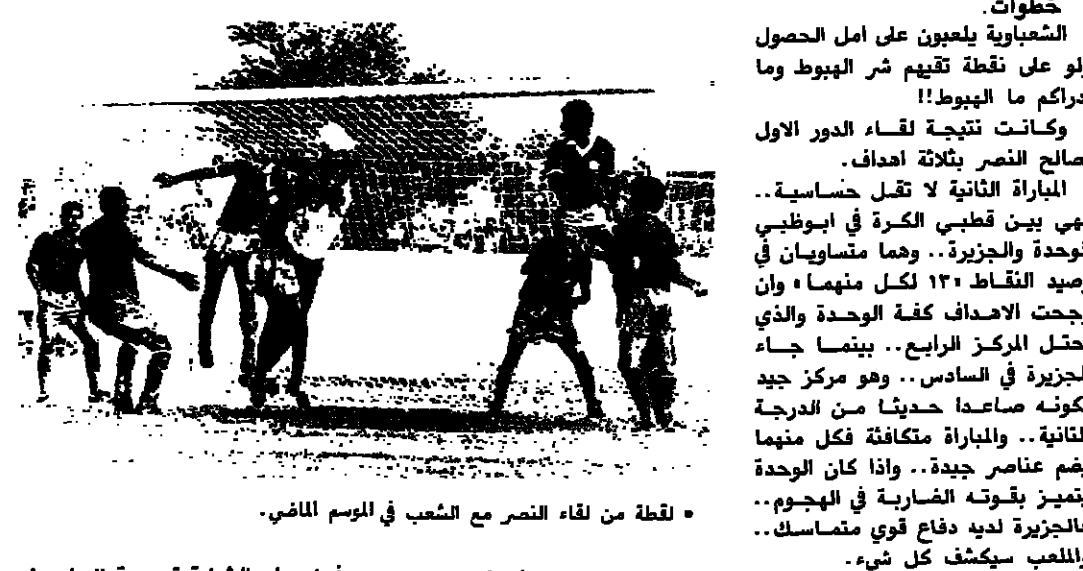 خطوات.
الشعباوية يلعبون على امل الحصول
ولو على نقطة تقيهم شر الهبوط وما
ادراكم ما الهبوط!!
وكانت نتيجة لقاء الدور الاول
لصالح النصر بثلاثة اهداف.
المباراة الثانية لا تقل حساسية..
فهي بين قطبي الكرة في ابوظبي
الوحدة والجزيرة.. وهما متساويان في
رصيد النقاط «١٣ لكل منهما» وان
رجحت الاهداف كفة الوحدة والذي
احتل المركز الرابع.. بينما جاء
الجزيرة في السادس.. وهو مركز جيد
لكونه صاعدا حديثا من الدرجة
الثانية.. والمباراة متكافئة فكل منهما
يضم عناصر جيدة.. واذا كان الوحدة
يتميز بقوته الضاربة في الهجوم..
فالجزيرة لديه دفاع قوي متماسك..
والملعب سيكشف كل شيء.
• لقطة من لقاء النصر مع الشعب في الموسم الماضي.